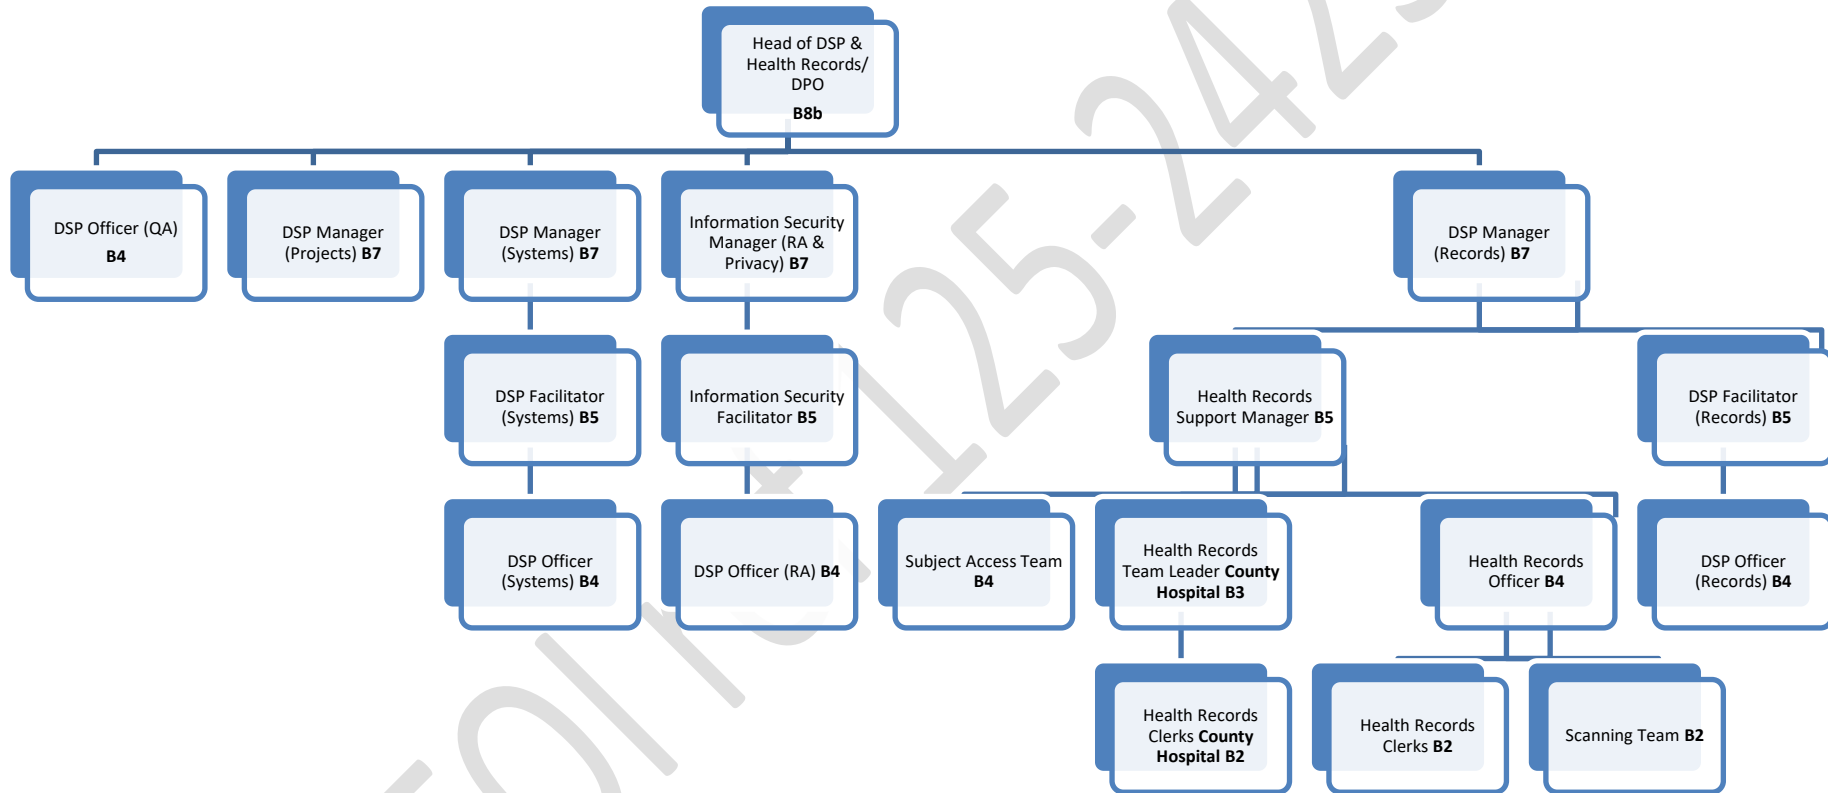 Head of DSP &
Health Records/
DPO
B8b
DSP Officer (QA)
B4
DSP Manager
(Projects) B7
DSP Manager
(Systems) B7
Information Security
Manager (RA &
Privacy) B7
DSP Manager
(Records) B7
DSP Facilitator
(Systems) B5
Information Security
Facilitator B5
Health Records
Support Manager B5
DSP Facilitator
(Records) B5
DSP Officer
(Systems) B4
DSP Officer (RA) B4
Subject Access Team
B4
Health Records
Team Leader County
Hospital B3
Health Records
Officer B4
DSP Officer
(Records) B4
Health Records
Clerks County
Hospital B2
Health Records
Clerks B2
Scanning Team B2